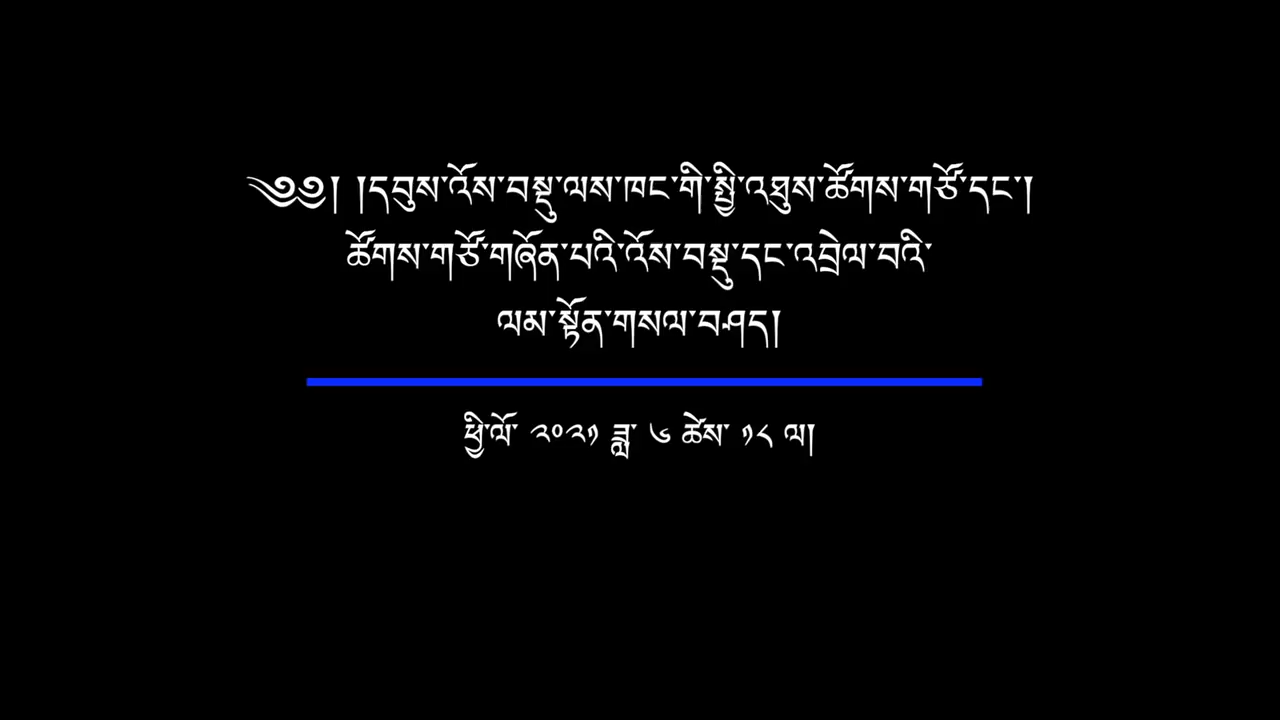 ༄༅། །དབུས་འོས་བསྡུ་ལས་ཁང་གི་སྤྱི་འཐུས་ཚོགས་གཙོ་དང་།
ཚོགས་གཙོ་གཞོན་པའི་འོས་བསྡུ་དང་འབྲེལ་བའི་
ལམ་སྟོན་གསལ་བཤད།
ཕྱི་ལོ་ ༢༠༢༡ ཟླ་ ༦ ཚེས་ ༡༨ ལ།